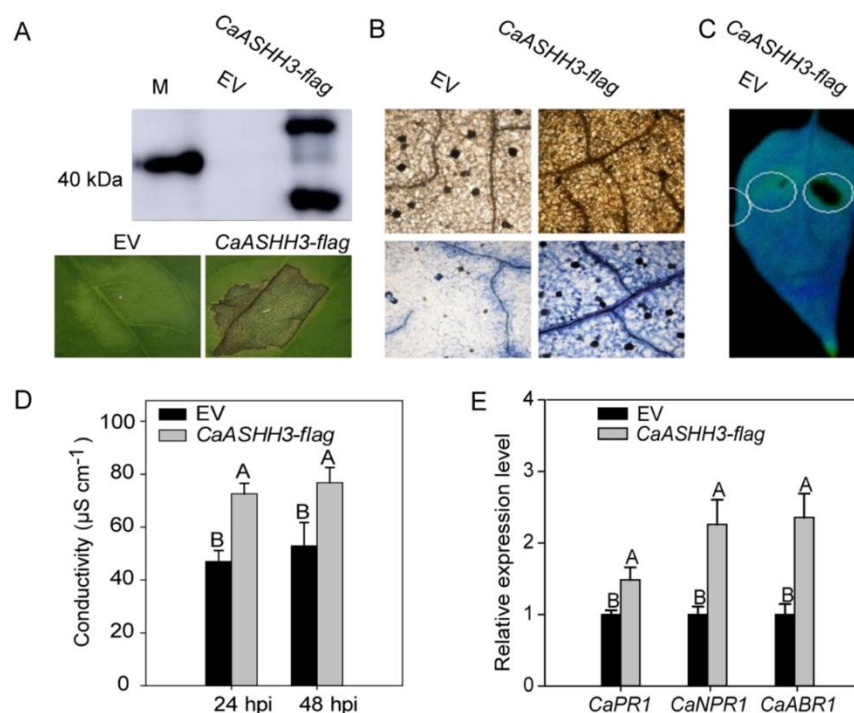 A
M
EV
CaASHH3-flag
40 kDa
EV
CaASHH3-flag
B
EV
CaASHH3-flag
C
EV
CaASHH3-flag
D
EV
CaASHH3-flag
Conductivity (µS cm⁻¹ )
100
80
60
40
20
0
B
A
B
A
24 hpi
48 hpi
E
EV
CaASHH3-flag
Relative expression level
4
3
2
1
0
B
A
B
A
B
A
CaPR1
CaNPR1
CaABR1